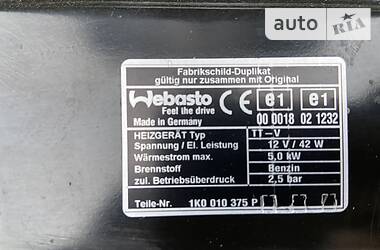 auto RIA
Fabrikschild-Duplikat
gültig nur zusammen mit Original
Webasto CE e1 e1
Feel the drive
Made in Germany 00 0018 02 1232
HEIZGERÄT Typ TT-V
Spannung / El. Leistung 12 V / 42 W
Wärmestrom max. 5,0 kW
Brennstoff Benzin
zul. Betriebsüberdruck 2,5 bar
Teile-Nr. 1K0 010 375 P